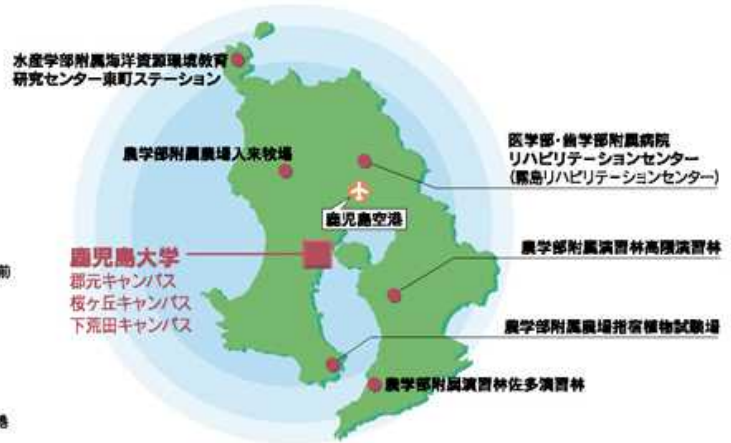 水産学部附属海洋資源環境教育
研究センター東町ステーション
農学部附属農場入来牧場
医学部・歯学部附属病院
リハビリテーションセンター
(霧島リハビリテーションセンター)
鹿児島空港
農学部附属演習林高隈演習林
鹿児島大学
郡元キャンパス
桜ヶ丘キャンパス
下荒田キャンパス
前
農学部附属農場指宿植物試験場
農学部附属演習林佐多演習林
港